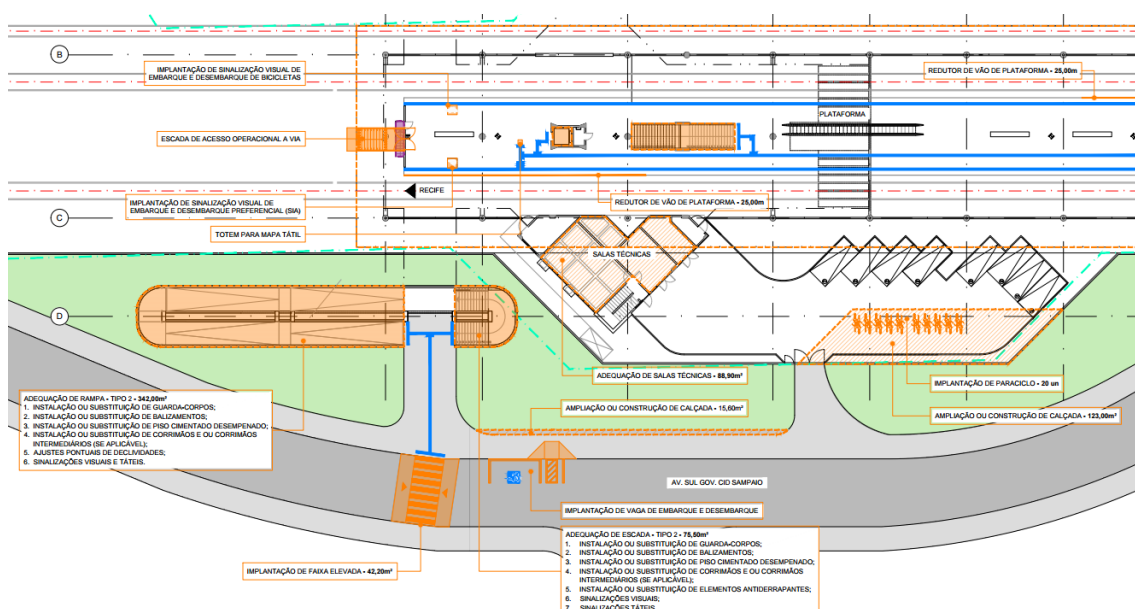 B
IMPLANTAÇÃO DE SINALIZAÇÃO VISUAL DE
EMBARQUE E DESEMBARQUE DE BICICLETAS
REDUTOR DE VÃO DE PLATAFORMA • 25,00m
PLATAFORMA
ESCADA DE ACESSO OPERACIONAL A VIA
RECIFE
IMPLANTAÇÃO DE SINALIZAÇÃO VISUAL DE
EMBARQUE E DESEMBARQUE PREFERENCIAL (SIA)
REDUTOR DE VÃO DE PLATAFORMA • 25,00m
C
TOTEM PARA MAPA TÁTIL
SALAS TÉCNICAS
D
ADEQUAÇÃO DE SALAS TÉCNICAS • 88,90m²
IMPLANTAÇÃO DE PARACICLO • 20 un
ADEQUAÇÃO DE RAMPA • TIPO 2 • 342,00m²
1. INSTALAÇÃO OU SUBSTITUIÇÃO DE GUARDA•CORPOS;
2. INSTALAÇÃO OU SUBSTITUIÇÃO DE BALIZAMENTOS;
3. INSTALAÇÃO OU SUBSTITUIÇÃO DE PISO CIMENTADO DESEMPENADO;
4. INSTALAÇÃO OU SUBSTITUIÇÃO DE CORRIMÃOS E OU CORRIMÃOS
INTERMEDIÁRIOS (SE APLICÁVEL);
5. AJUSTES PONTUAIS DE DECLIVIDADES;
6. SINALIZAÇÕES VISUAIS E TÁTEIS.
AMPLIAÇÃO OU CONSTRUÇÃO DE CALÇADA • 15,60m²
AMPLIAÇÃO OU CONSTRUÇÃO DE CALÇADA • 123,00m²
AV. SUL GOV. CID SAMPAIO
IMPLANTAÇÃO DE VAGA DE EMBARQUE E DESEMBARQUE
IMPLANTAÇÃO DE FAIXA ELEVADA • 42,20m²
ADEQUAÇÃO DE ESCADA • TIPO 2 • 75,50m²
1. INSTALAÇÃO OU SUBSTITUIÇÃO DE GUARDA•CORPOS;
2. INSTALAÇÃO OU SUBSTITUIÇÃO DE BALIZAMENTOS;
3. INSTALAÇÃO OU SUBSTITUIÇÃO DE PISO CIMENTADO DESEMPENADO;
4. INSTALAÇÃO OU SUBSTITUIÇÃO DE CORRIMÃOS E OU CORRIMÃOS
INTERMEDIÁRIOS (SE APLICÁVEL);
5. INSTALAÇÃO OU SUBSTITUIÇÃO DE ELEMENTOS ANTIDERRAPANTES;
6. SINALIZAÇÕES VISUAIS;
7. SINALIZAÇÕES TÁTEIS